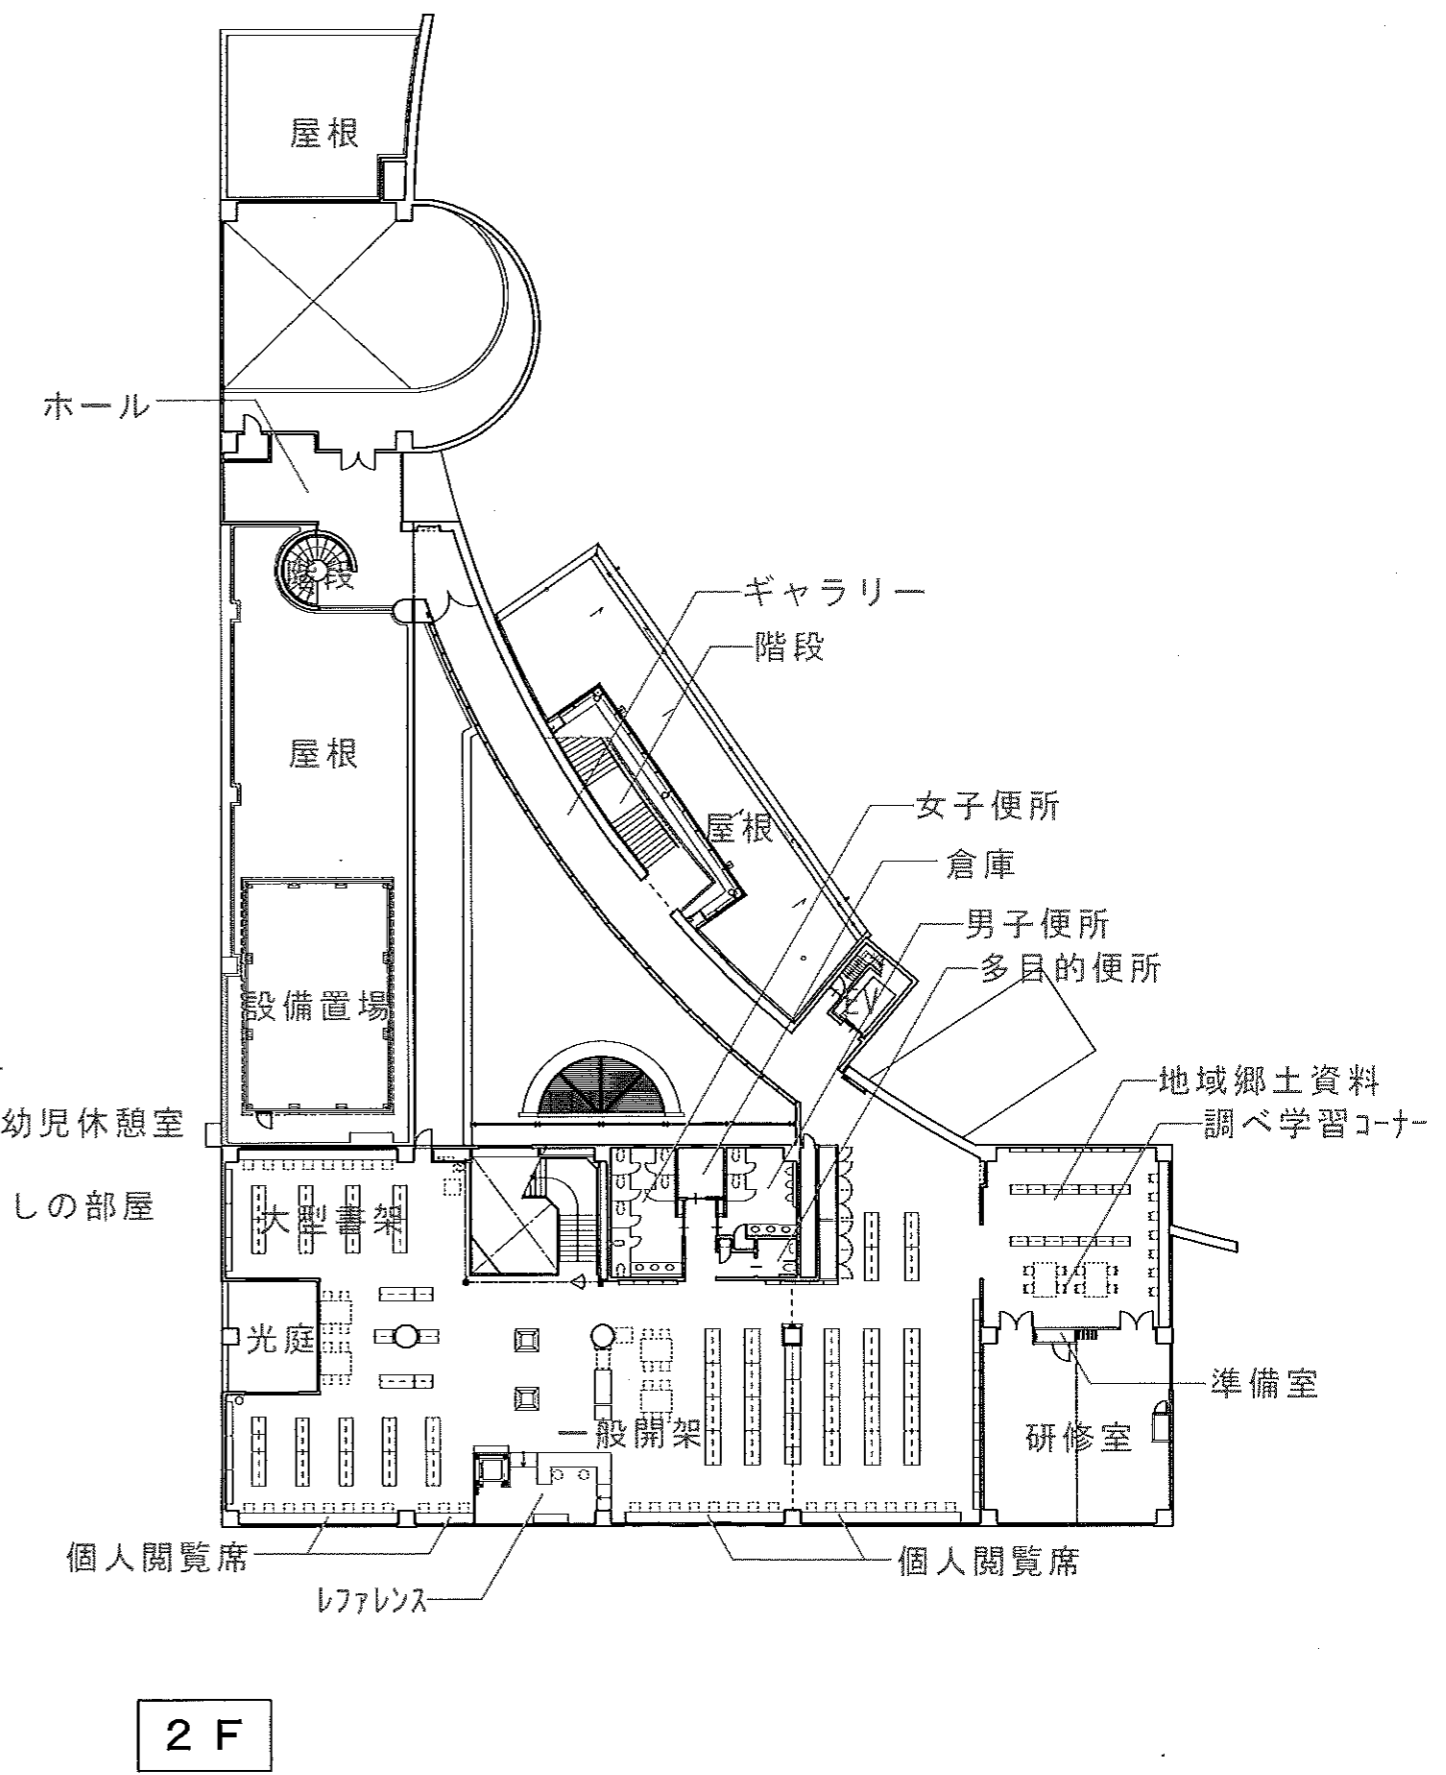 屋根
ホール
階段
ギャラリー
階段
屋根
屋根
女子便所
倉庫
男子便所
多目的便所
EV
設備置場
地域郷土資料
調べ学習コーナー
幼児休憩室
しの部屋
大型書架
光庭
準備室
一般開架
研修室
個人閲覧席
個人閲覧席
レファレンス
2F